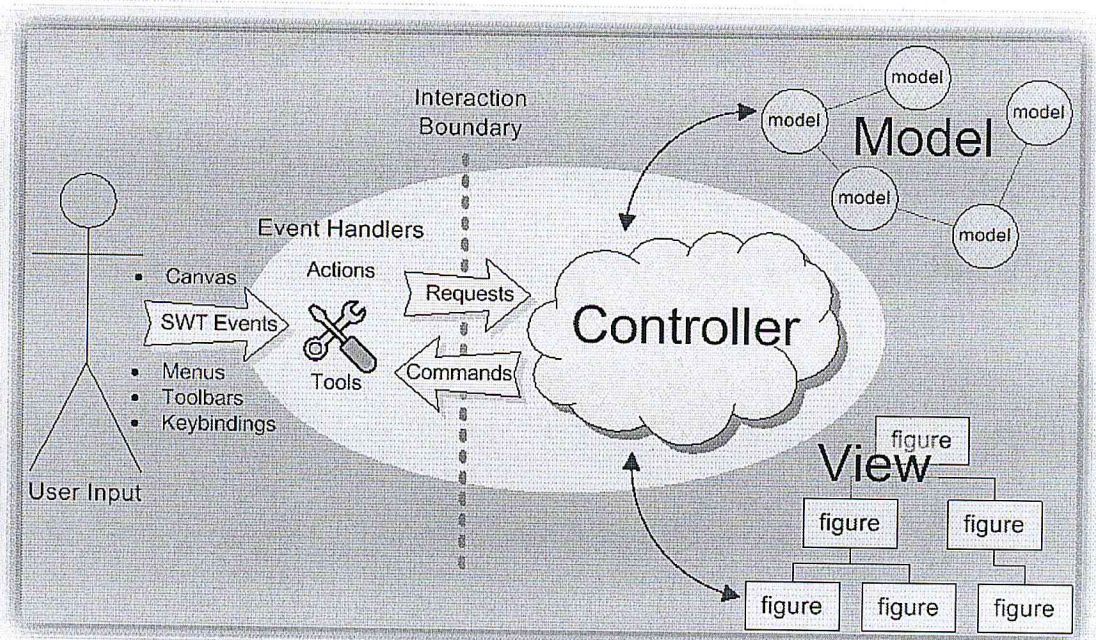 Interaction
Boundary
model
model
model
Model
model
model
Event Handlers
Actions
Canvas
SWT Events
Requests
Controller
Tools
Commands
Menus
Toolbars
Keybindings
User Input
figure
View
figure
figure
figure
figure
figure